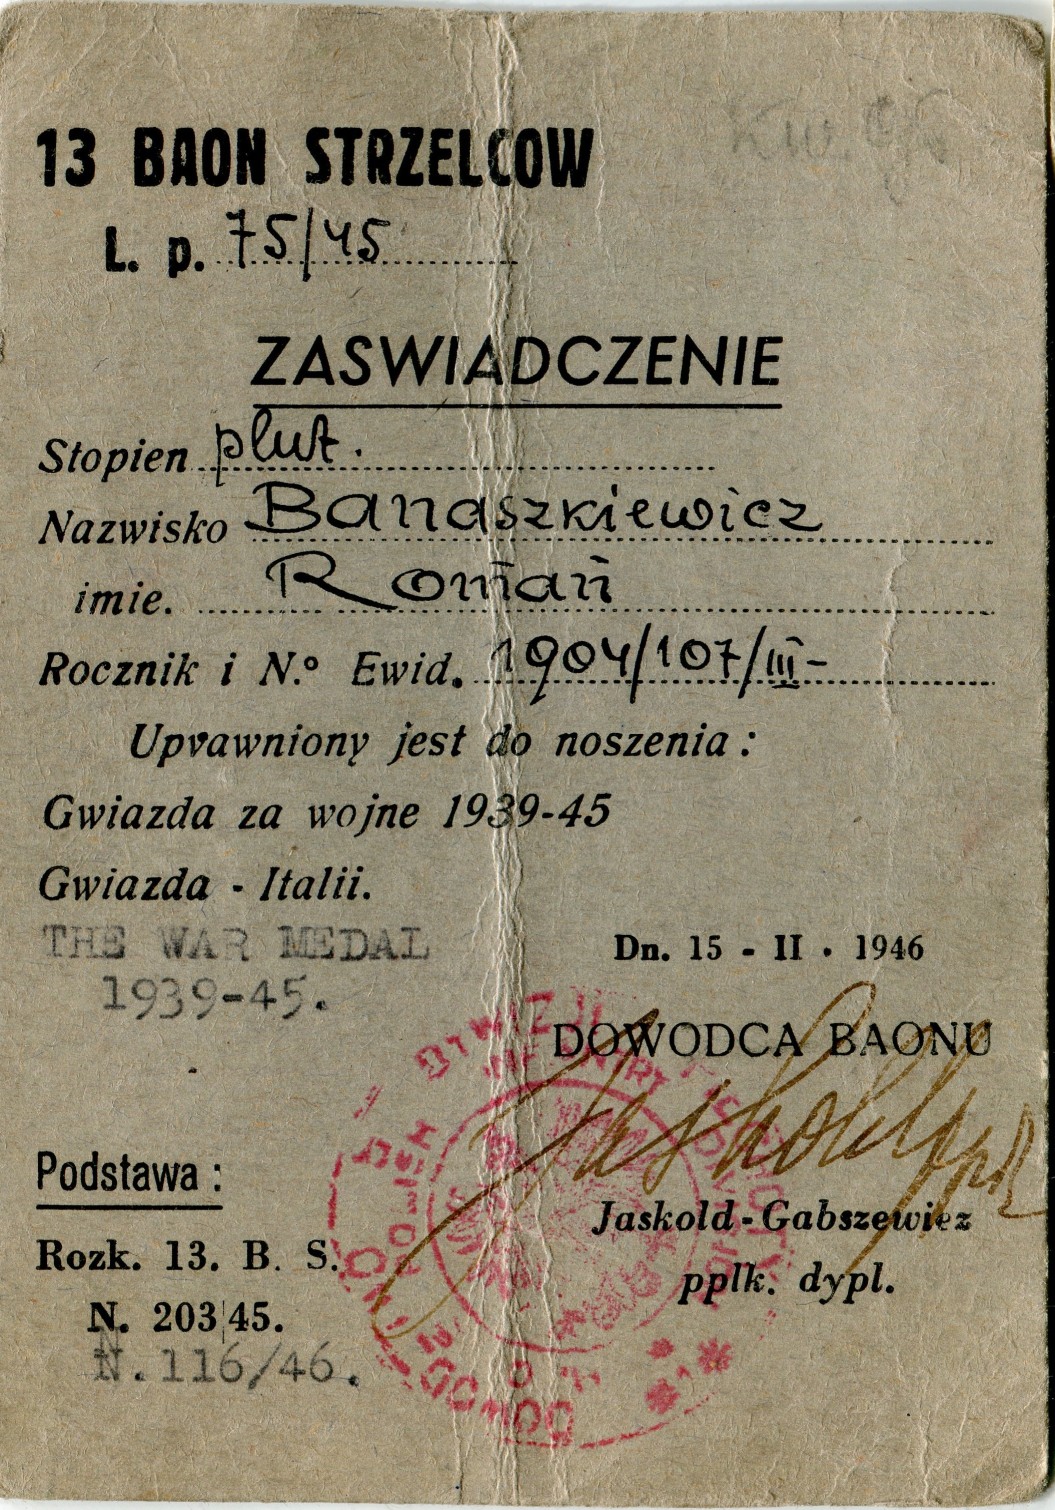 13 BAON STRZELCOW
L. p. 75/45
ZASWIADCZENIE
Stopien plut.
Nazwisko Banaszkiewicz
imie. Roman
Rocznik i N.º Ewid. 1904/107/III-
Upvawniony jest do noszenia :
Gwiazda za wojne 1939-45
Gwiazda - Italii.
THE WAR MEDAL
1939-45.
Dn. 15 - II . 1946
DOWODCA BAONU
Jaskold-Gabszewiez
pplk. dypl.
Podstawa :
Rozk. 13. B. S.
N. 203 45.
N. 116/46.